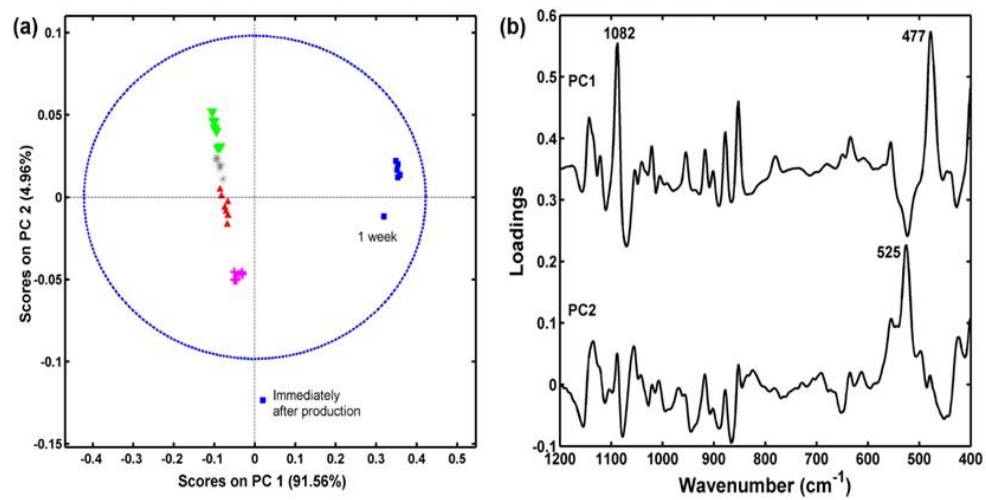 (a)
0.1
0.05
0
-0.05
-0.1
-0.15
Scores on PC 2 (4.96%)
1 week
Immediately
after production
-0.4 -0.3 -0.2 -0.1 0 0.1 0.2 0.3 0.4 0.5
Scores on PC 1 (91.56%)
(b)
0.6
0.5
0.4
0.3
0.2
0.1
0
-0.1
Loadings
1082
477
PC1
525
PC2
1200 1100 1000 900 800 700 600 500 400
Wavenumber (cm⁻¹)